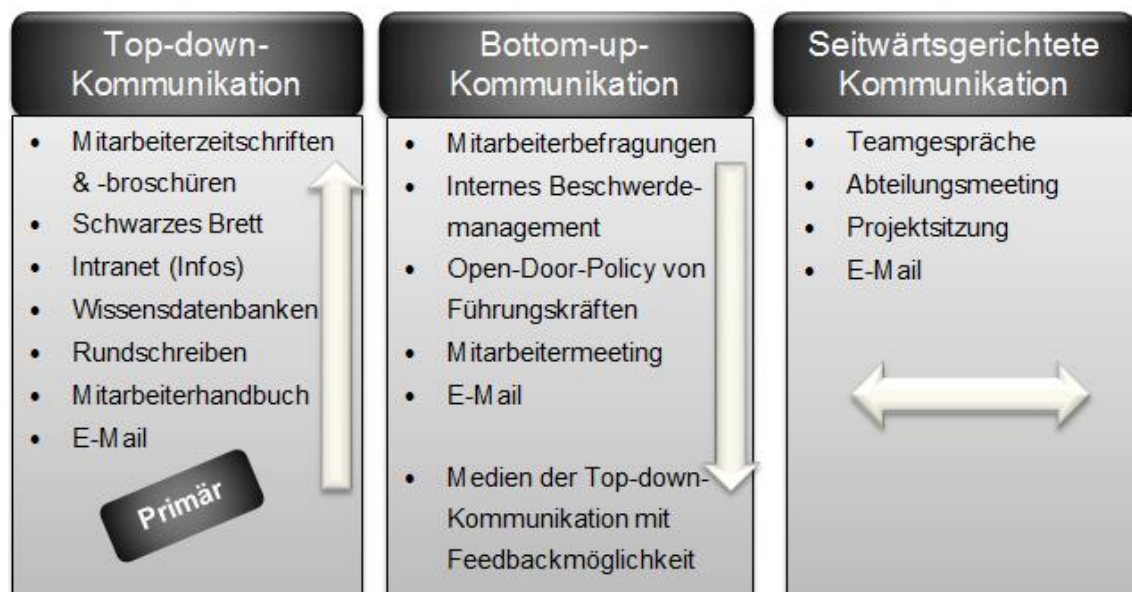 Top-down-
Kommunikation
• Mitarbeiterzeitschriften
& -broschüren
• Schwarzes Brett
• Intranet (Infos)
• Wissensdatenbanken
• Rundschreiben
• Mitarbeiterhandbuch
• E-Mail
Primär
Bottom-up-
Kommunikation
• Mitarbeiterbefragungen
• Internes Beschwerde-
management
• Open-Door-Policy von
Führungskräften
• Mitarbeitermeeting
• E-Mail
• Medien der Top-down-
Kommunikation mit
Feedbackmöglichkeit
Seitwärtsgerichtete
Kommunikation
• Teamgespräche
• Abteilungsmeeting
• Projektsitzung
• E-Mail